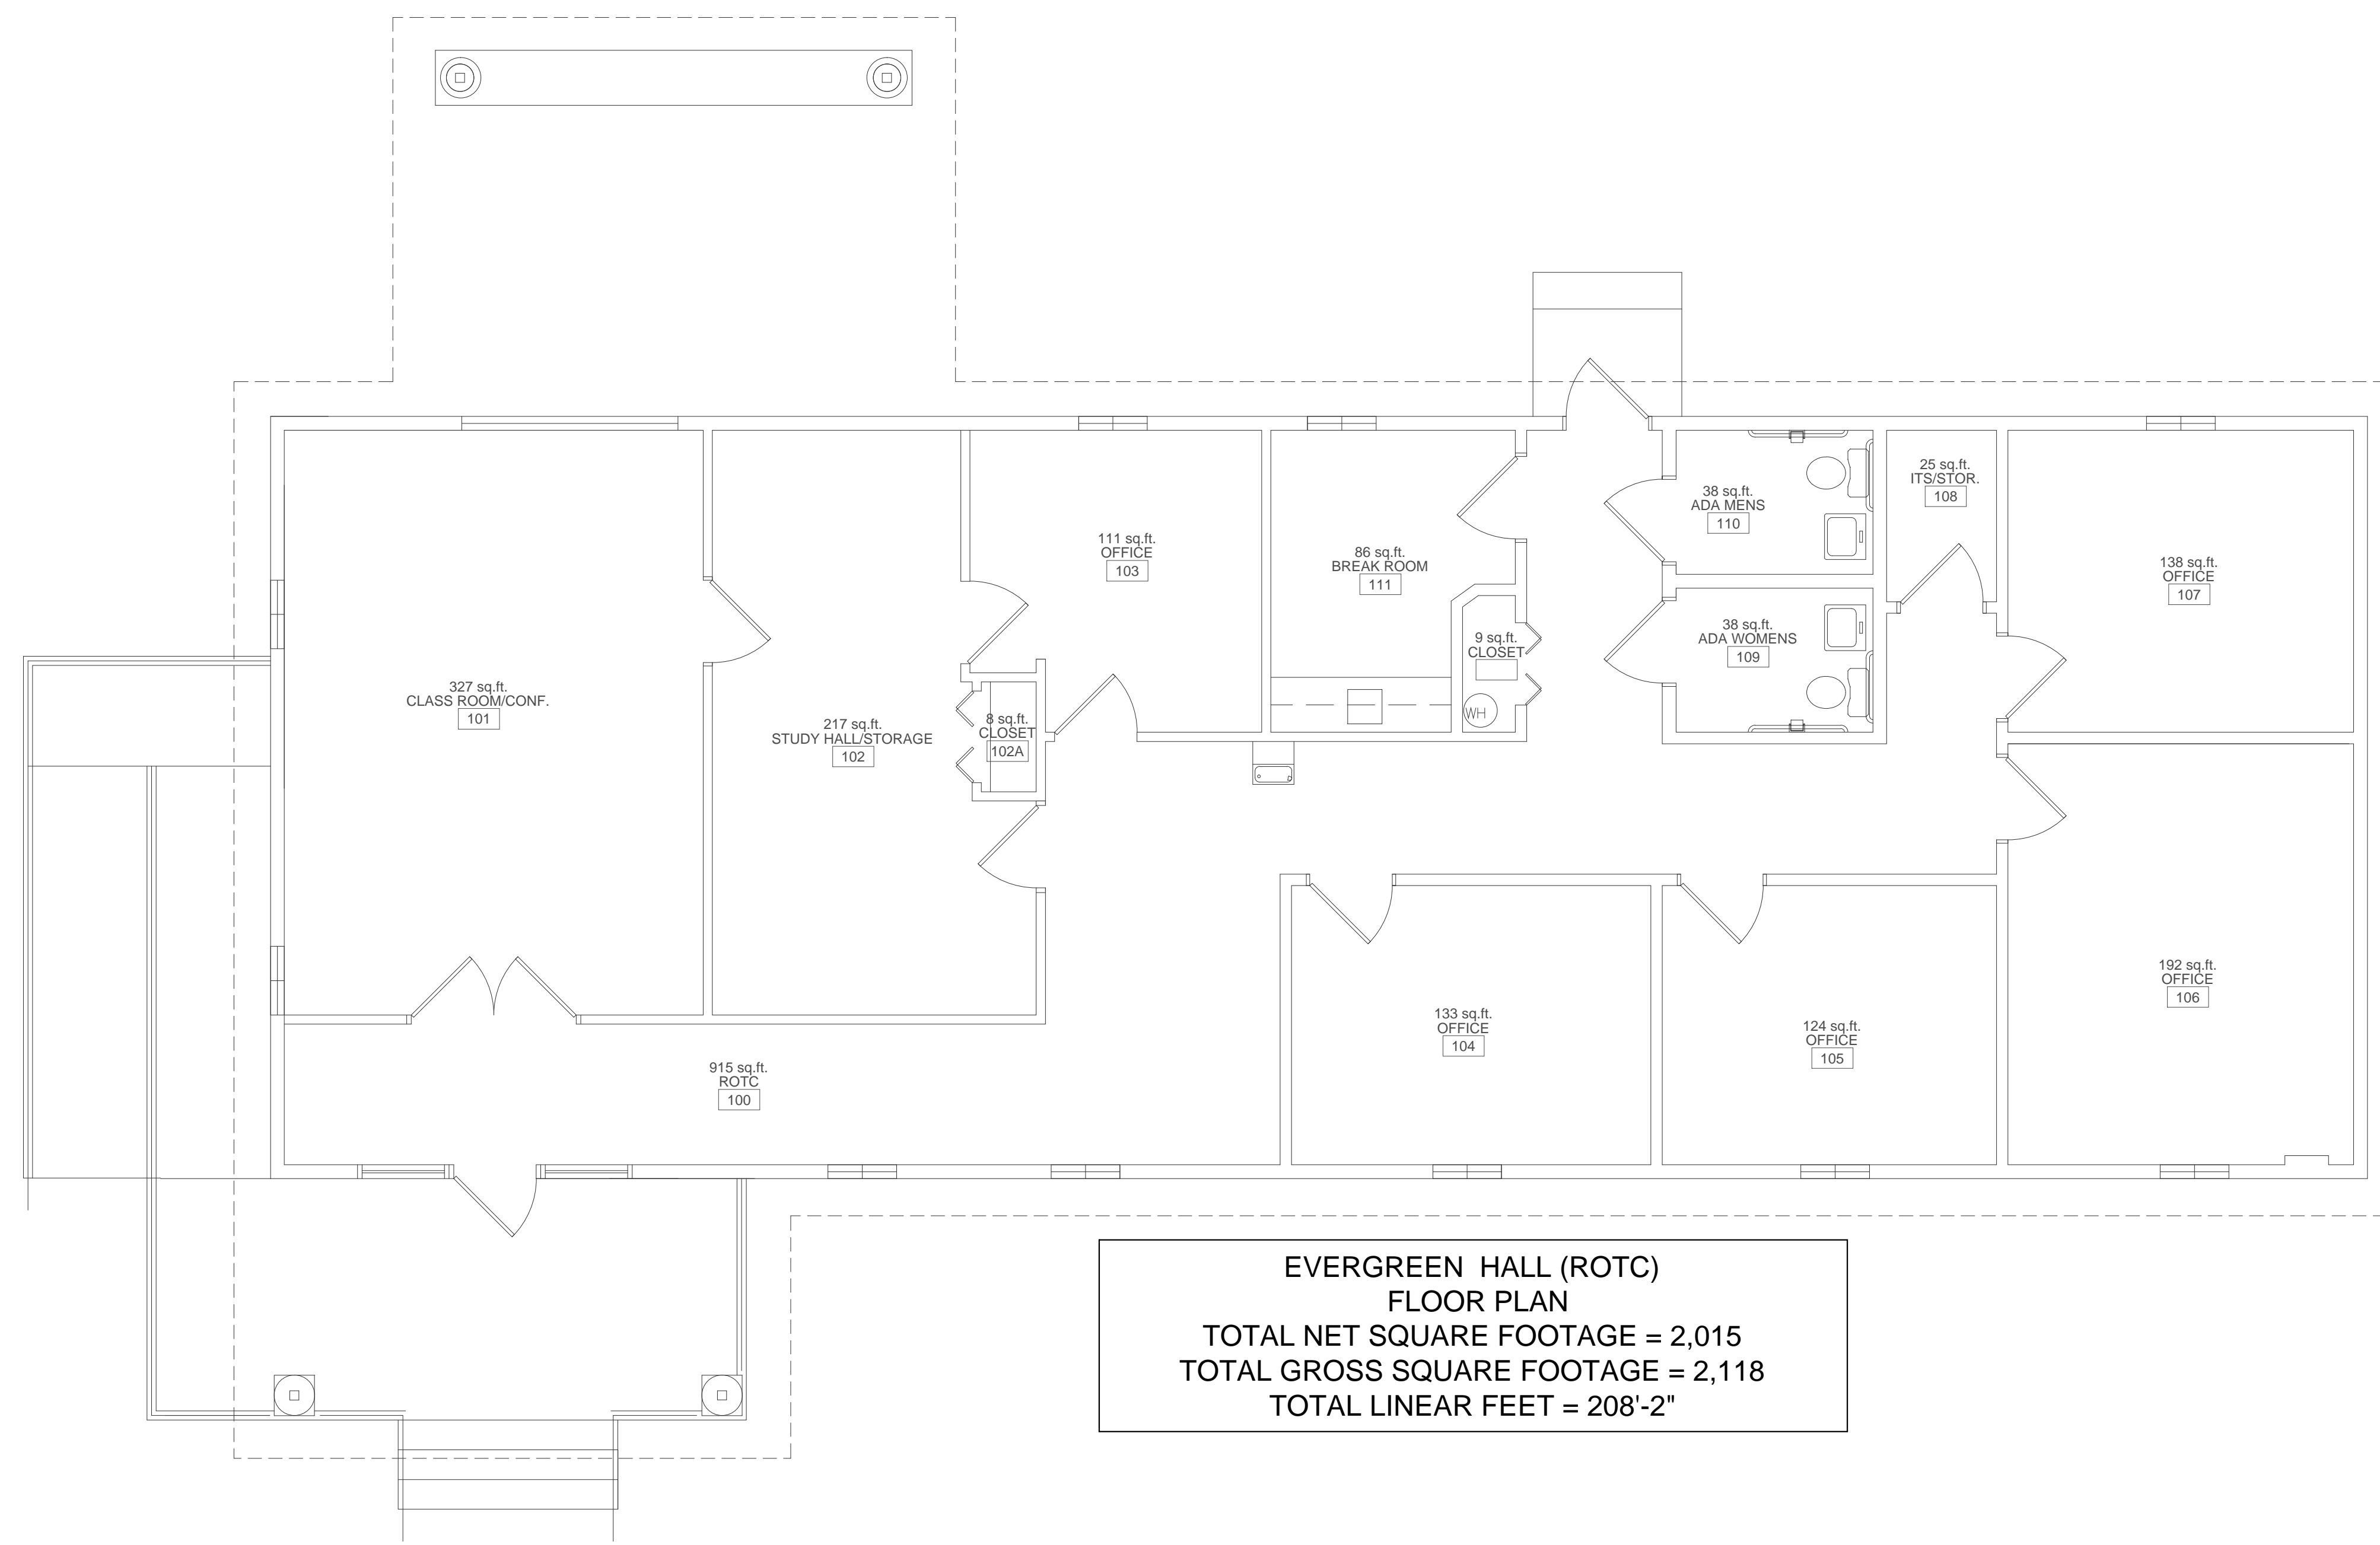 25 sq.ft.
ITS/STOR.
108
38 sq.ft.
ADA MENS
110
111 sq.ft.
OFFICE
103
86 sq.ft.
BREAK ROOM
111
138 sq.ft.
OFFICE
107
38 sq.ft.
ADA WOMENS
109
9 sq.ft.
CLOSET
WH
327 sq.ft.
CLASS ROOM/CONF.
101
217 sq.ft.
STUDY HALL/STORAGE
102
8 sq.ft.
CLOSET
102A
192 sq.ft.
OFFICE
106
133 sq.ft.
OFFICE
104
124 sq.ft.
OFFICE
105
915 sq.ft.
ROTC
100
EVERGREEN HALL (ROTC)
FLOOR PLAN
TOTAL NET SQUARE FOOTAGE = 2,015
TOTAL GROSS SQUARE FOOTAGE = 2,118
TOTAL LINEAR FEET = 208'-2"